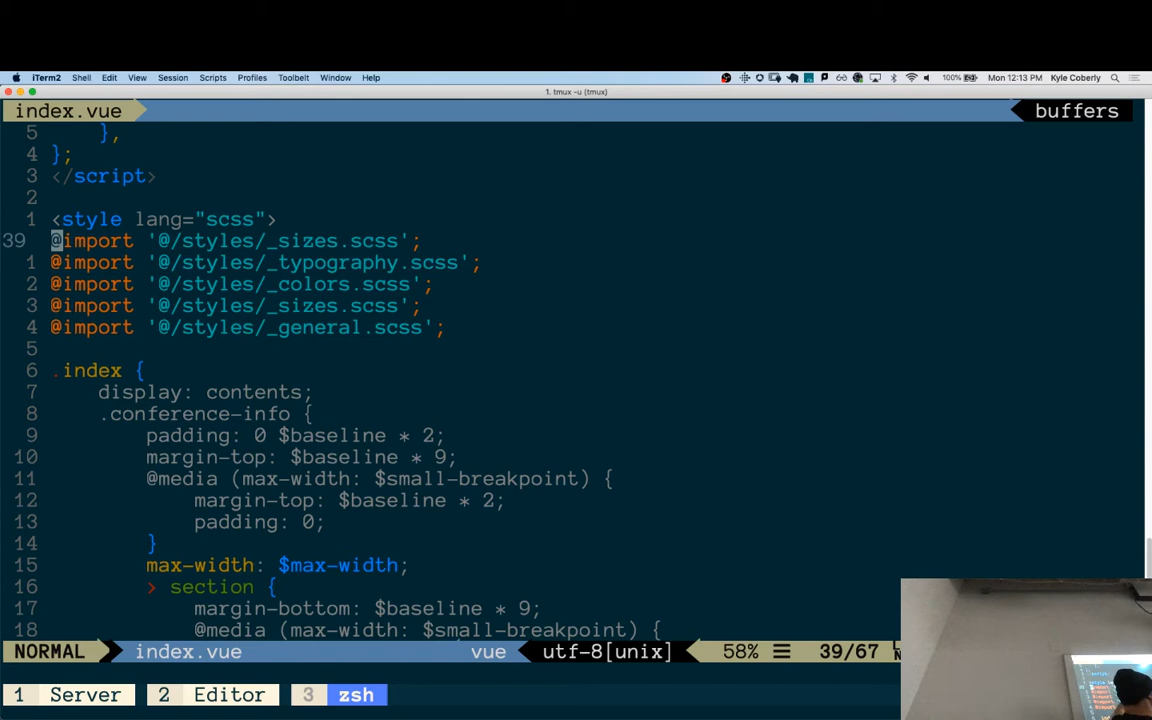 iTerm2 Shell Edit View Session Scripts Profiles Toolbelt Window Help 100% Mon 12:13 PM Kyle Coberly
1. tmux -u (tmux)
index.vue buffers
5 },
4 };
3 </script>
2
1 <style lang="scss">
39 @import '@/styles/_sizes.scss';
1 @import '@/styles/_typography.scss';
2 @import '@/styles/_colors.scss';
3 @import '@/styles/_sizes.scss';
4 @import '@/styles/_general.scss';
5
6 .index {
7 display: contents;
8 .conference-info {
9 padding: 0 $baseline * 2;
10 margin-top: $baseline * 9;
11 @media (max-width: $small-breakpoint) {
12 margin-top: $baseline * 2;
13 padding: 0;
14 }
15 max-width: $max-width;
16 > section {
17 margin-bottom: $baseline * 9;
18 @media (max-width: $small-breakpoint) {
NORMAL index.vue vue utf-8[unix] 58% ☰ 39/67
1 Server 2 Editor 3 zsh